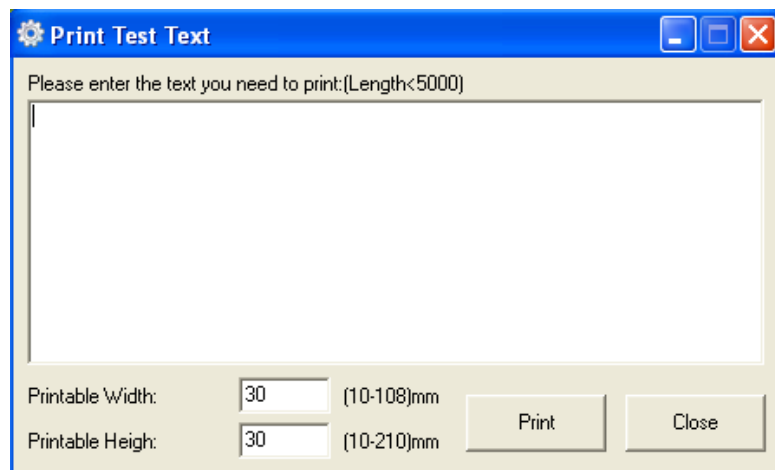 Print Test Text
Please enter the text you need to print:(Length<5000)
Printable Width: 30 (10-108)mm
Printable Heigh: 30 (10-210)mm
Print Close